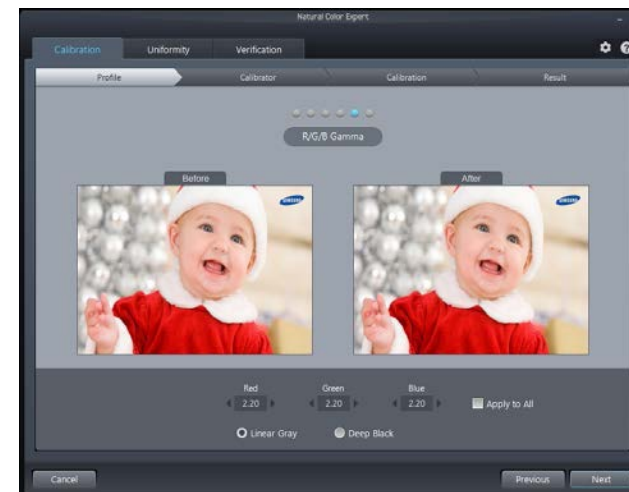 Natural Color Expert
Calibration Uniformity Verification
Profile Calibrator Calibration Result
R/G/B Gamma
Before After
SAMSUNG SAMSUNG
Red Green Blue
2.20 2.20 2.20 Apply to All
Linear Gray Deep Black
Cancel Previous Next